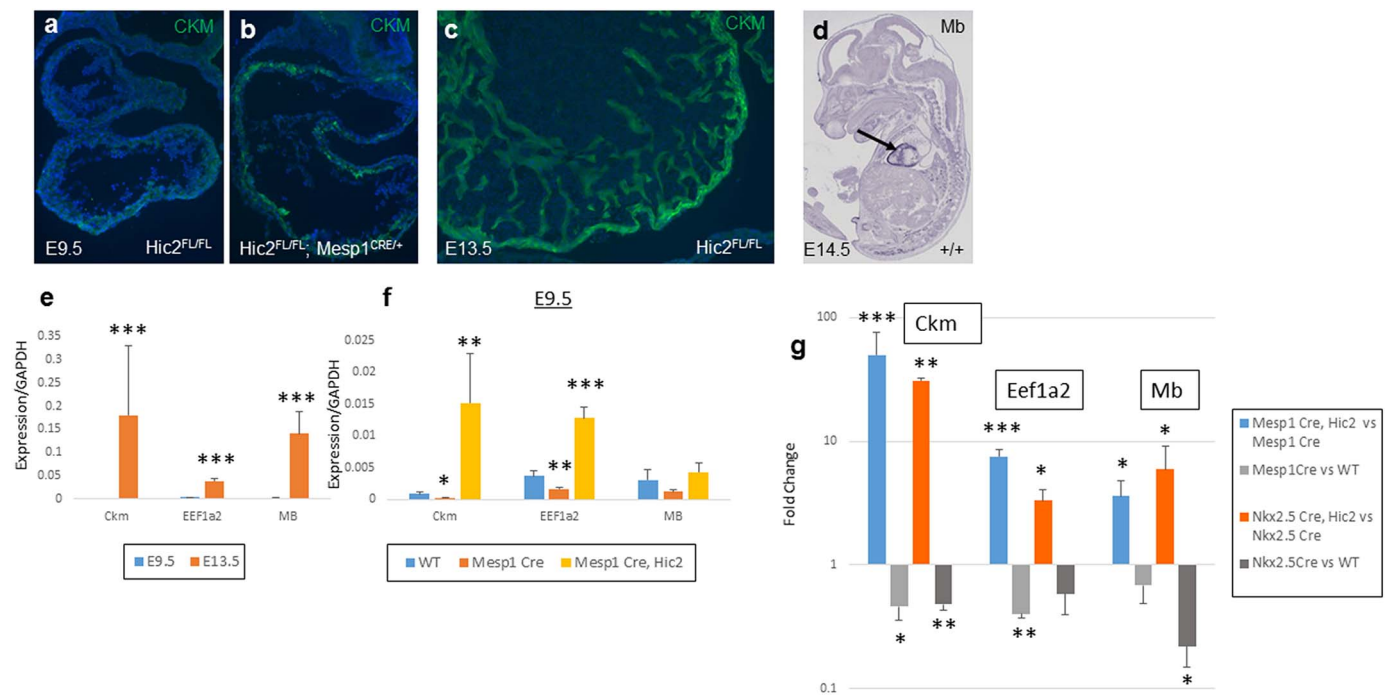 a
CKM
E9.5
Hic2FL/FL
b
CKM
Hic2FL/FL; Mesp1CRE/+
c
CKM
E13.5
Hic2FL/FL
d
Mb
E14.5
+/+
e
Expression/GAPDH
0.35
0.3
0.25
0.2
0.15
0.1
0.05
0
***
***
***
Ckm
EEF1a2
MB
E9.5
E13.5
f
E9.5
Expression/GAPDH
0.025
0.02
0.015
0.01
0.005
0
*
**
**
***
Ckm
EEF1a2
MB
WT
Mesp1 Cre
Mesp1 Cre, Hic2
g
Fold Change
100
10
1
0.1
Ckm
Eef1a2
Mb
***
**
*
**
***
*
**
*
*
*
Mesp1 Cre, Hic2 vs
Mesp1 Cre
Mesp1Cre vs WT
Nkx2.5 Cre, Hic2 vs
Nkx2.5 Cre
Nkx2.5Cre vs WT